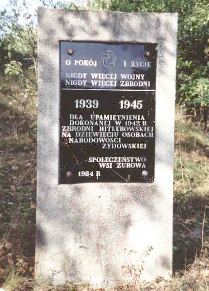 O POKÓJ I ŻYCIE
NIGDY WIĘCEJ WOJNY
NIGDY WIĘCEJ ZBRODNI
1939 1945
DLA UPAMIĘTNIENIA
DOKONANEJ W 1942 R
ZBRODNI HITLEROWSKIEJ
NA DZIEWIĘCIU OSOBACH
NARODOWOŚCI
ŻYDOWSKIEJ
-SPOŁECZEŃSTWO
WSI ŻUROWA
1984 R